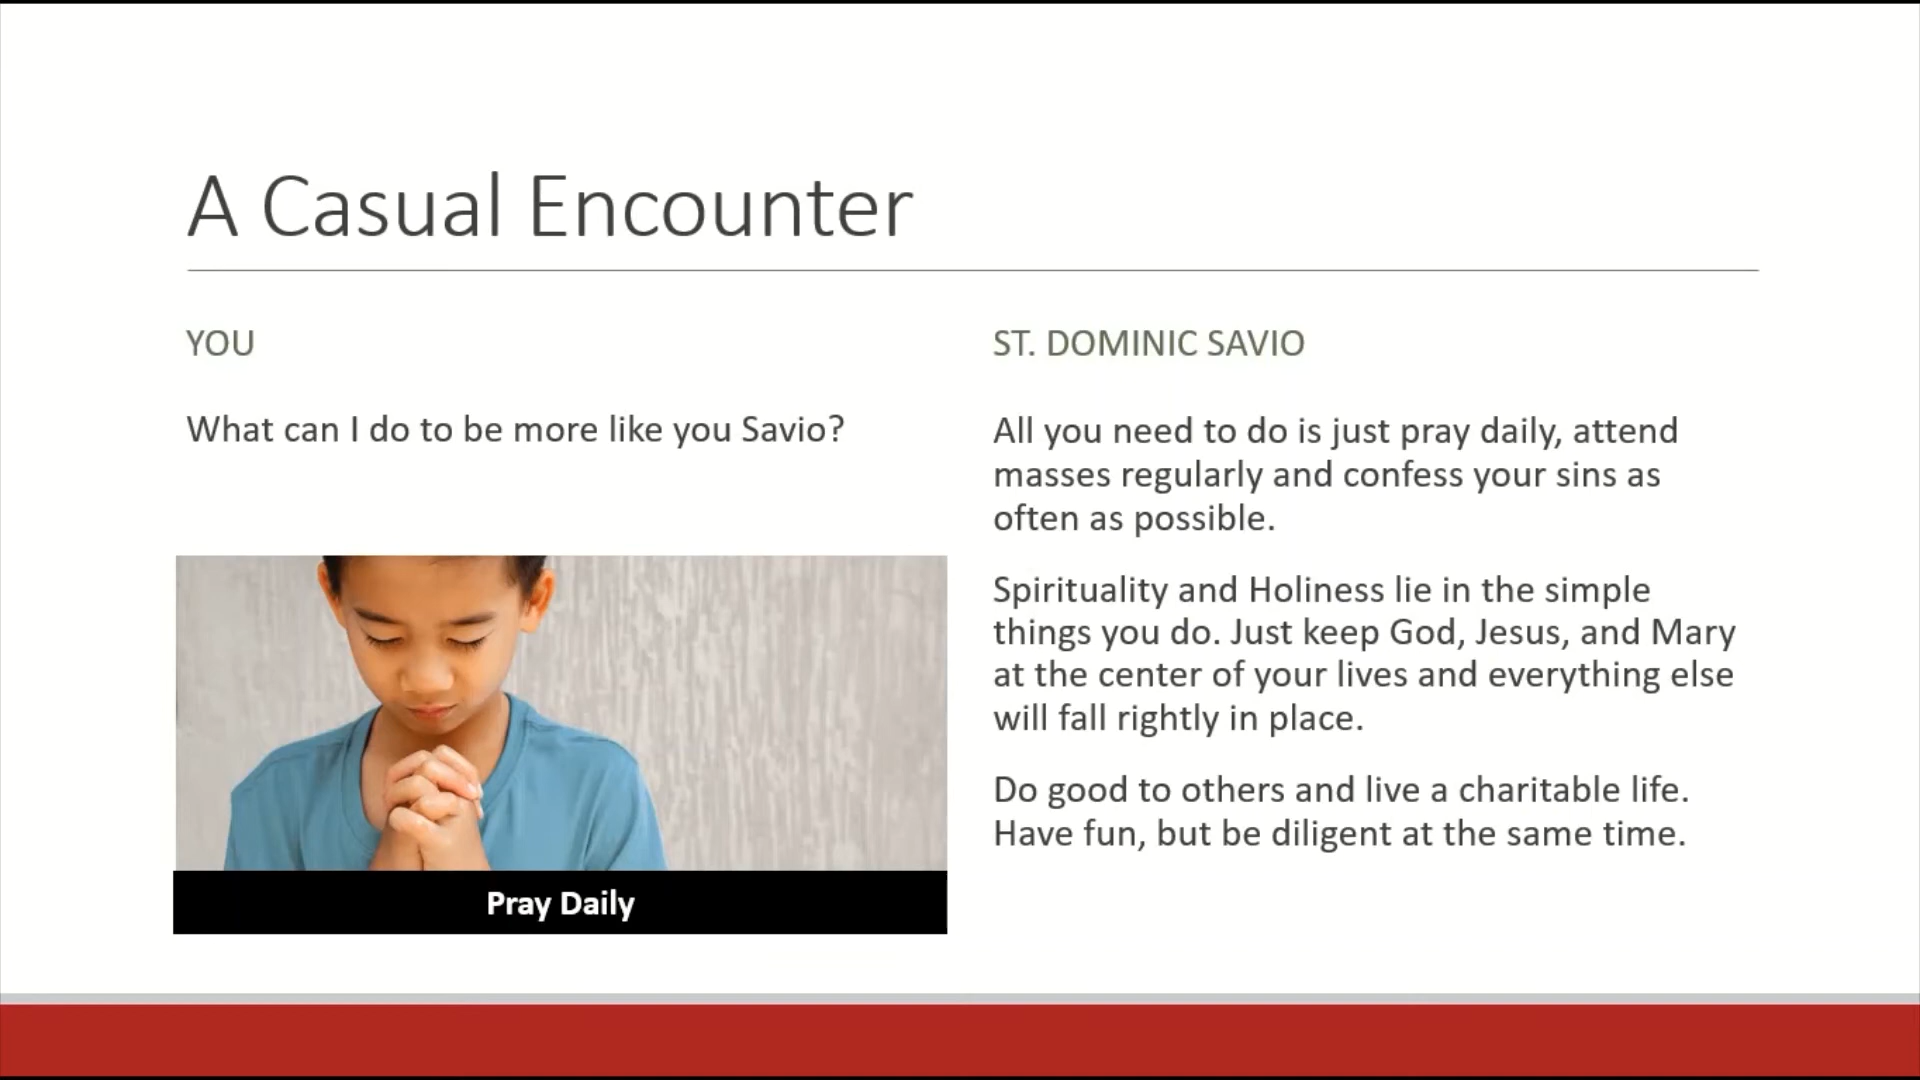 A Casual Encounter
YOU
What can I do to be more like you Savio?
Pray Daily
ST. DOMINIC SAVIO
All you need to do is just pray daily, attend
masses regularly and confess your sins as
often as possible.
Spirituality and Holiness lie in the simple
things you do. Just keep God, Jesus, and Mary
at the center of your lives and everything else
will fall rightly in place.
Do good to others and live a charitable life.
Have fun, but be diligent at the same time.